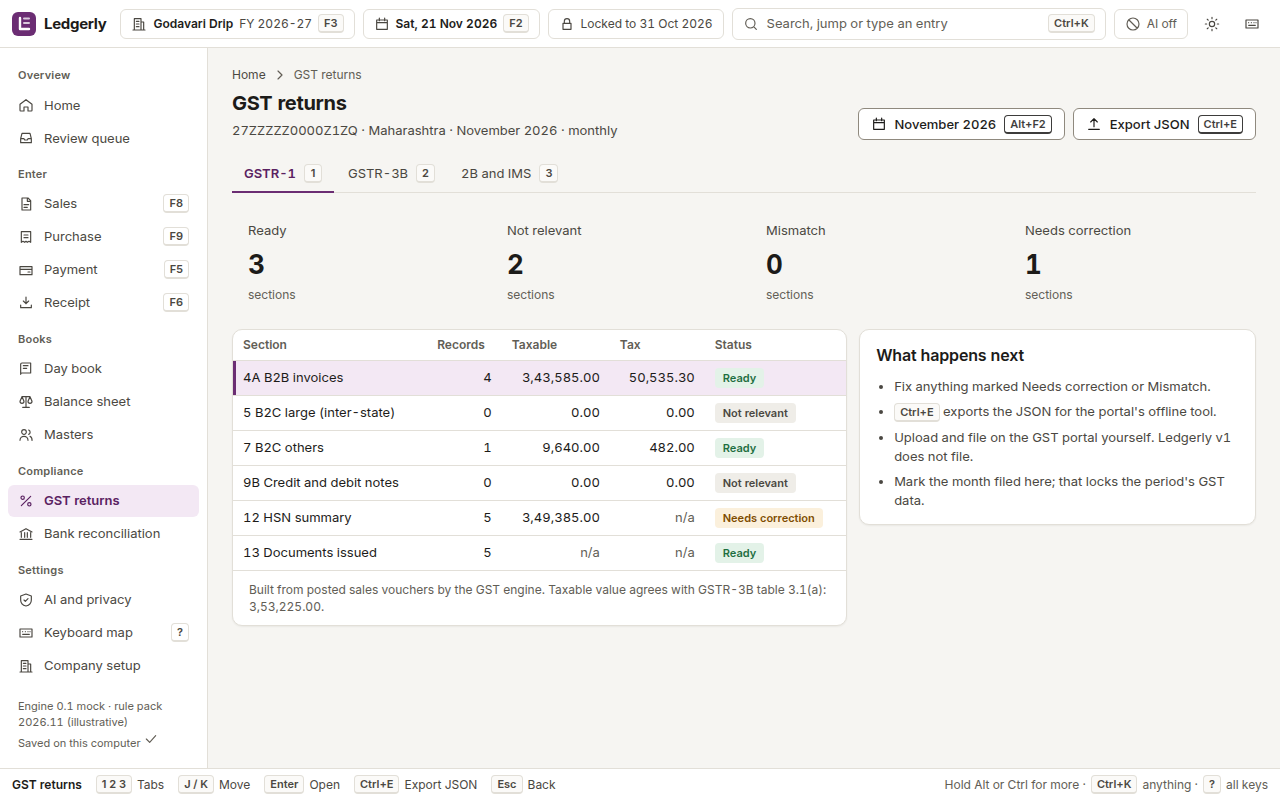 Ledgerly
Godavari Drip FY 2026-27 F3
Sat, 21 Nov 2026 F2
Locked to 31 Oct 2026
Search, jump or type an entry Ctrl+K
AI off
Overview
Home
Review queue
Enter
Sales F8
Purchase F9
Payment F5
Receipt F6
Books
Day book
Balance sheet
Masters
Compliance
GST returns
Bank reconciliation
Settings
AI and privacy
Keyboard map ?
Company setup
Engine 0.1 mock · rule pack
2026.11 (illustrative)
Saved on this computer
Home GST returns
GST returns
27ZZZZZ0000Z1ZQ · Maharashtra · November 2026 · monthly
November 2026 Alt+F2
Export JSON Ctrl+E
GSTR-1 1 GSTR-3B 2 2B and IMS 3
Ready Not relevant Mismatch Needs correction
3 2 0 1
sections sections sections sections
Section Records Taxable Tax Status
4A B2B invoices 4 3,43,585.00 50,535.30 Ready
5 B2C large (inter-state) 0 0.00 0.00 Not relevant
7 B2C others 1 9,640.00 482.00 Ready
9B Credit and debit notes 0 0.00 0.00 Not relevant
12 HSN summary 5 3,49,385.00 n/a Needs correction
13 Documents issued 5 n/a n/a Ready
Built from posted sales vouchers by the GST engine. Taxable value agrees with GSTR-3B table 3.1(a):
3,53,225.00.
What happens next
• Fix anything marked Needs correction or Mismatch.
• Ctrl+E exports the JSON for the portal's offline tool.
• Upload and file on the GST portal yourself. Ledgerly v1
does not file.
• Mark the month filed here; that locks the period's GST
data.
GST returns 1 2 3 Tabs J / K Move Enter Open Ctrl+E Export JSON Esc Back
Hold Alt or Ctrl for more · Ctrl+K anything · ? all keys